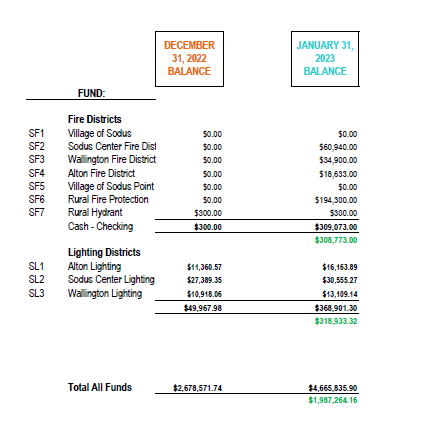 DECEMBER
31, 2022
BALANCE
JANUARY 31,
2023
BALANCE
FUND:
Fire Districts
SF1 Village of Sodus $0.00 $0.00
SF2 Sodus Center Fire Dist $0.00 $60,940.00
SF3 Wallington Fire District $0.00 $34,900.00
SF4 Alton Fire District $0.00 $18,633.00
SF5 Village of Sodus Point $0.00 $0.00
SF6 Rural Fire Protection $0.00 $194,300.00
SF7 Rural Hydrant $300.00 $300.00
Cash - Checking $300.00 $309,073.00
$308,773.00
Lighting Districts
SL1 Alton Lighting $11,360.57 $16,163.89
SL2 Sodus Center Lighting $27,389.35 $30,555.27
SL3 Wallington Lighting $10,918.06 $13,109.14
$49,967.98 $368,901.30
$318,933.32
Total All Funds $2,678,571.74 $4,665,835.90
$1,987,264.16